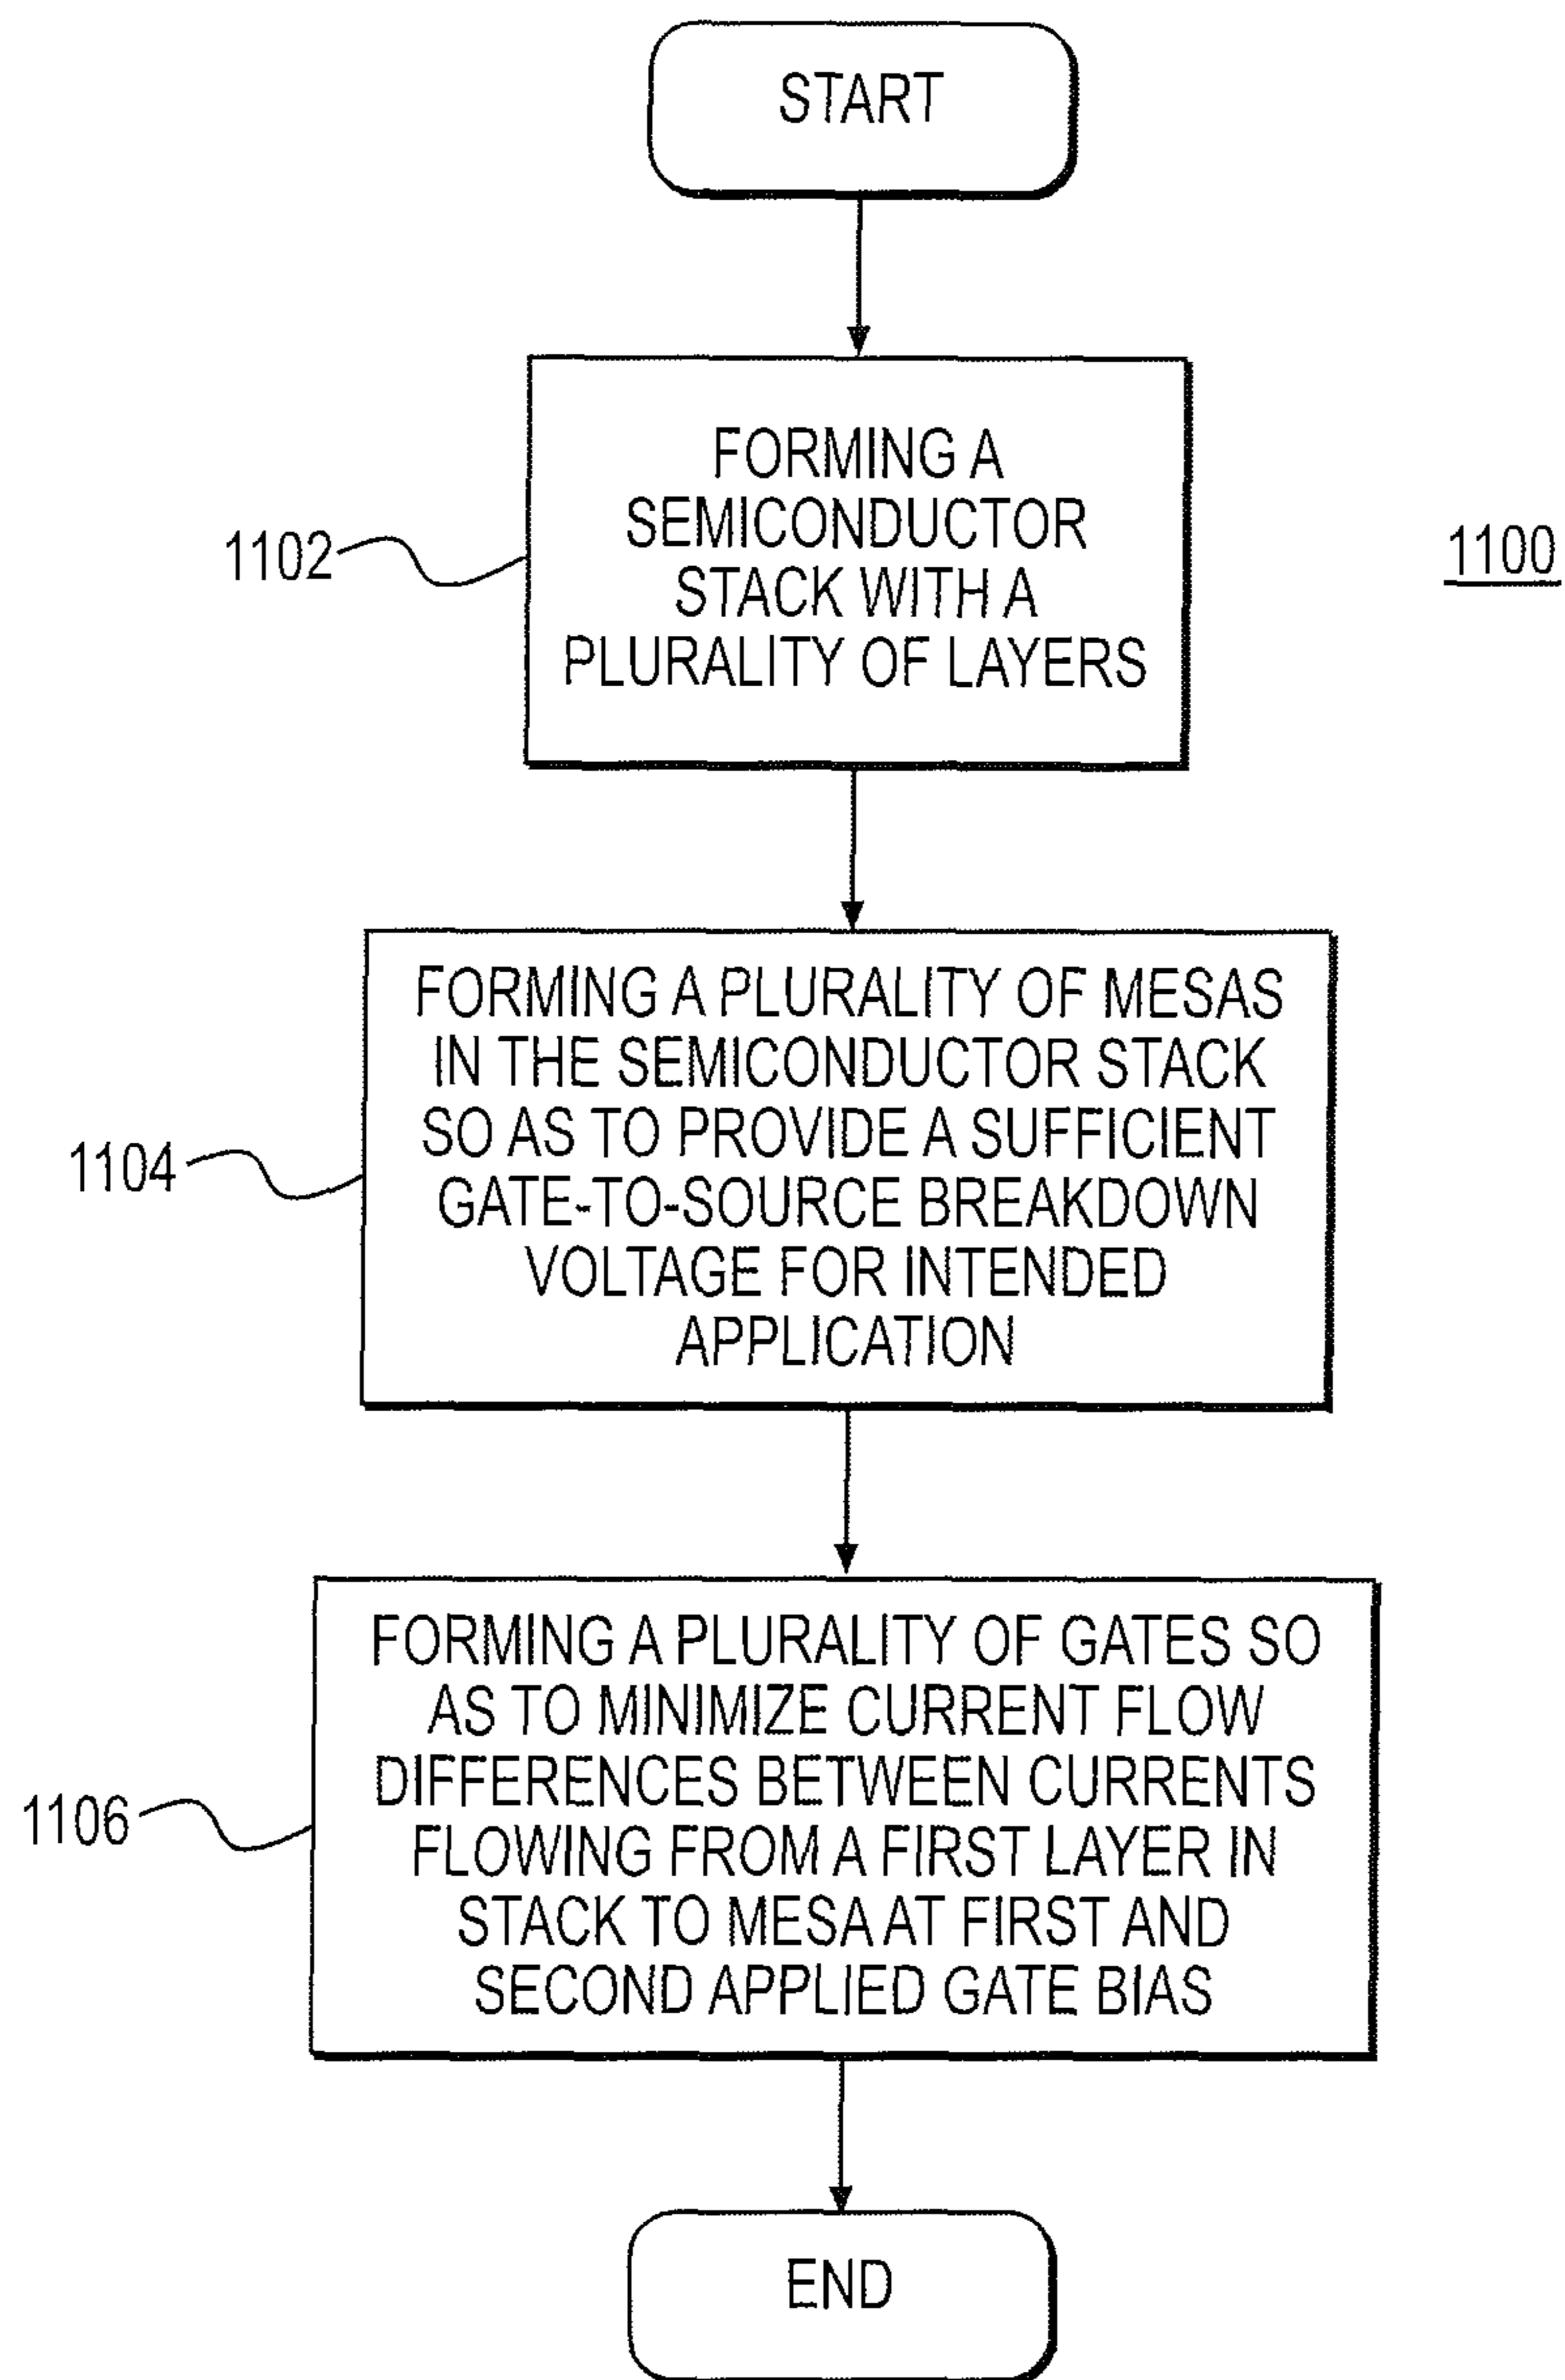 START
FORMING A
SEMICONDUCTOR
STACK WITH A
PLURALITY OF LAYERS
1102
1100
FORMING A PLURALITY OF MESAS
IN THE SEMICONDUCTOR STACK
SO AS TO PROVIDE A SUFFICIENT
GATE-TO-SOURCE BREAKDOWN
VOLTAGE FOR INTENDED
APPLICATION
1104
FORMING A PLURALITY OF GATES SO
AS TO MINIMIZE CURRENT FLOW
DIFFERENCES BETWEEN CURRENTS
FLOWING FROM A FIRST LAYER IN
STACK TO MESA AT FIRST AND
SECOND APPLIED GATE BIAS
1106
END